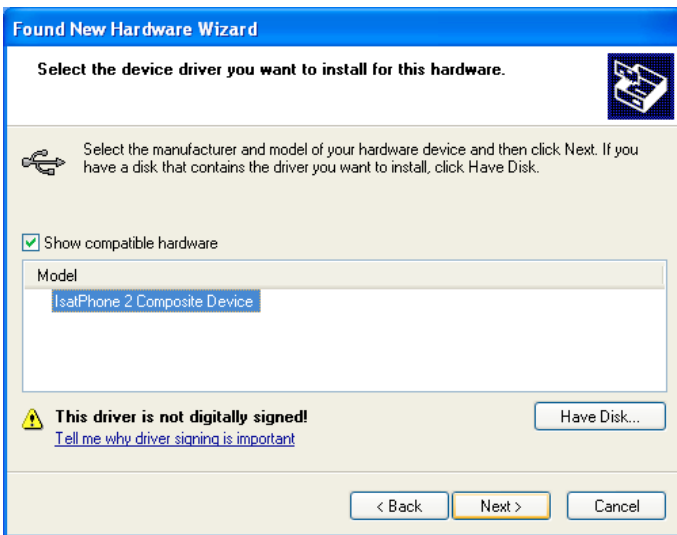 Found New Hardware Wizard
Select the device driver you want to install for this hardware.
Select the manufacturer and model of your hardware device and then click Next. If you
have a disk that contains the driver you want to install, click Have Disk.
Show compatible hardware
Model
IsatPhone 2 Composite Device
This driver is not digitally signed!
Have Disk...
Tell me why driver signing is important
< Back
Next >
Cancel